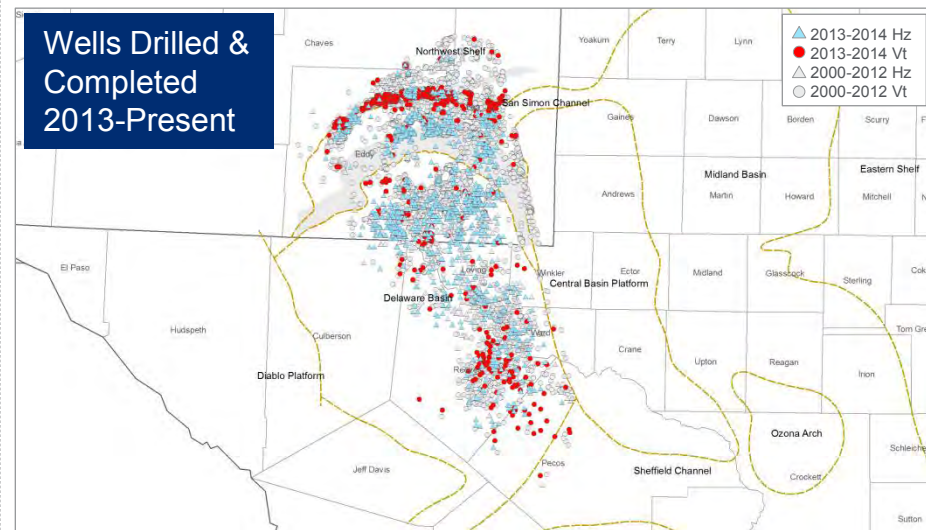 Wells Drilled &
Completed
2013-Present
2013-2014 Hz
2013-2014 Vt
2000-2012 Hz
2000-2012 Vt
Chaves
Northwest Shelf
Yoakum
Terry
Lynn
San Simon Channel
Gaines
Dawson
Borden
Scurry
Eddy
Midland Basin
Eastern Shelf
Andrews
Martin
Howard
Mitchell
El Paso
Loving
Winkler
Ector
Midland
Glasscock
Sterling
Cok
Central Basin Platform
Delaware Basin
Hudspeth
Culberson
Ward
Crane
Upton
Reagan
Irion
Tom Gre
Diablo Platform
Ree
Ozona Arch
Jeff Davis
Pecos
Sheffield Channel
Crockett
Schleicher
Sutton